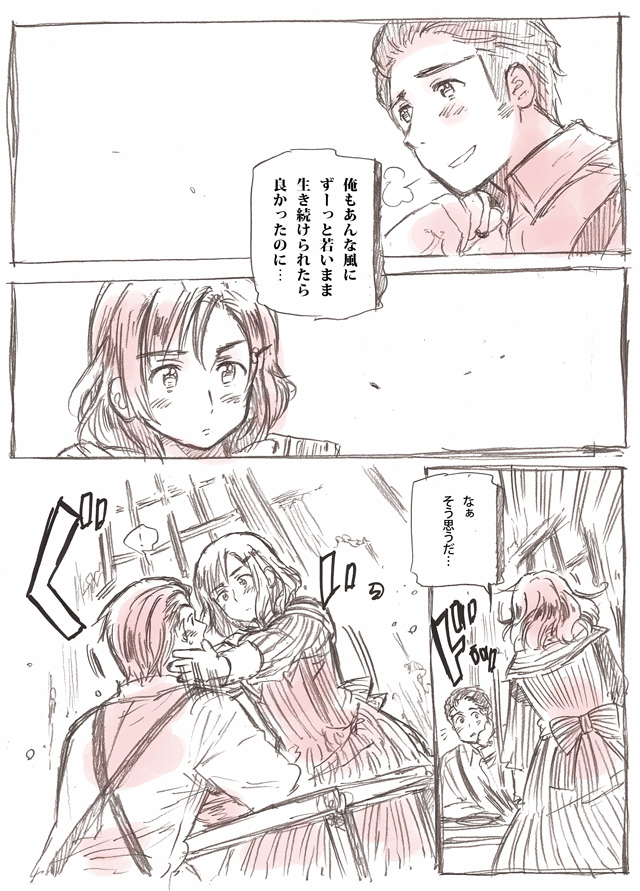 俺もあんな風に
ずーっと若いまま
生き続けられたら
良かったのに…
なぁ
そう思うだ…